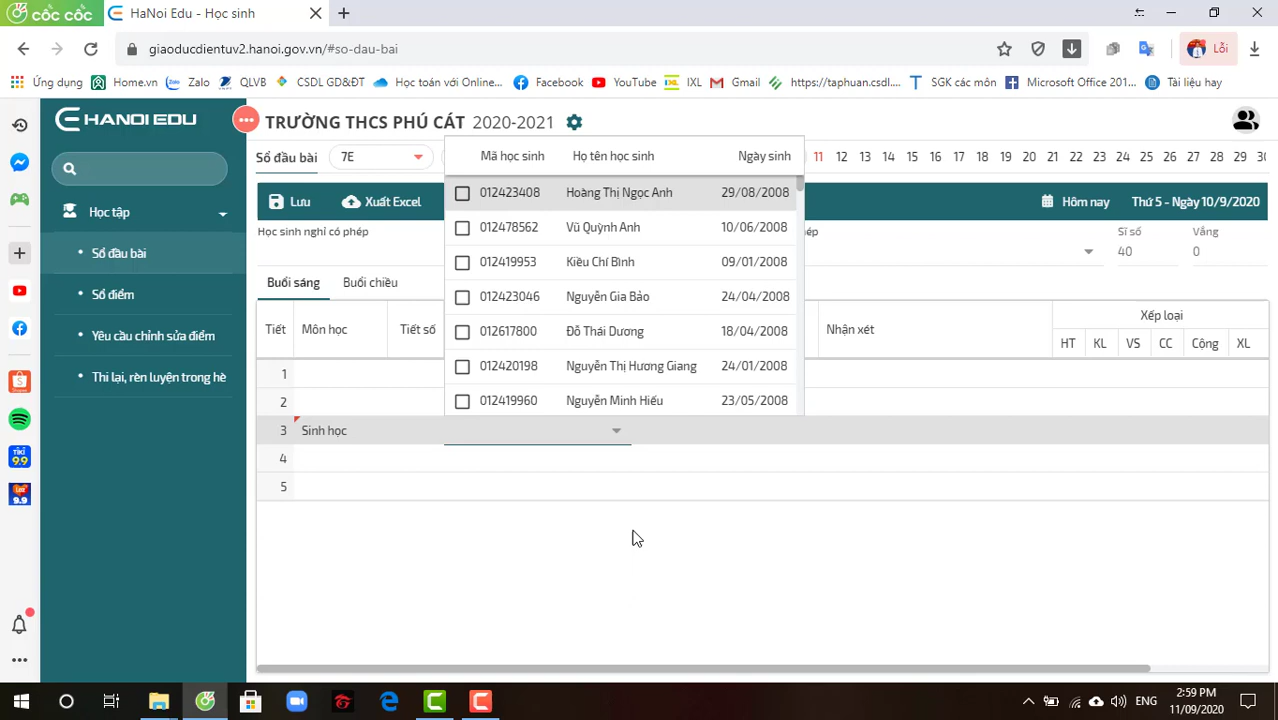 cốc cốc
HaNoi Edu - Học sinh
giaoducdientuv2.hanoi.gov.vn/#so-dau-bai
Lỗi
Ứng dụng
Home.vn
Zalo
QLVB
CSDL GD&ĐT
Học toán với Online...
Facebook
YouTube
IXL
Gmail
https://taphuan.csdl....
SGK các môn
Microsoft Office 201...
Tài liệu hay
HANOI EDU
TRƯỜNG THCS PHÚ CÁT 2020-2021
Sổ đầu bài
7E
11 12 13 14 15 16 17 18 19 20 21 22 23 24 25 26 27 28 29 30
Mã học sinh Họ tên học sinh Ngày sinh
012423408 Hoàng Thị Ngọc Anh 29/08/2008
012478562 Vũ Quỳnh Anh 10/06/2008
012419953 Kiều Chí Bình 09/01/2008
012423046 Nguyễn Gia Bảo 24/04/2008
012617800 Đỗ Thái Dương 18/04/2008
012420198 Nguyễn Thị Hương Giang 24/01/2008
012419960 Nguyễn Minh Hiếu 23/05/2008
Lưu
Xuất Excel
Hôm nay
Thứ 5 - Ngày 10/9/2020
Học sinh nghỉ có phép
phép
Sĩ số
40
Vắng
0
Buổi sáng
Buổi chiều
Tiết Môn học Tiết số Nhận xét Xếp loại
HT KL VS CC Cộng XL
1
2
3 Sinh học
4
5
Học tập
Sổ đầu bài
Sổ điểm
Yêu cầu chỉnh sửa điểm
Thi lại, rèn luyện trong hè
TIKI
9.9
9.9
ENG
2:59 PM
11/09/2020